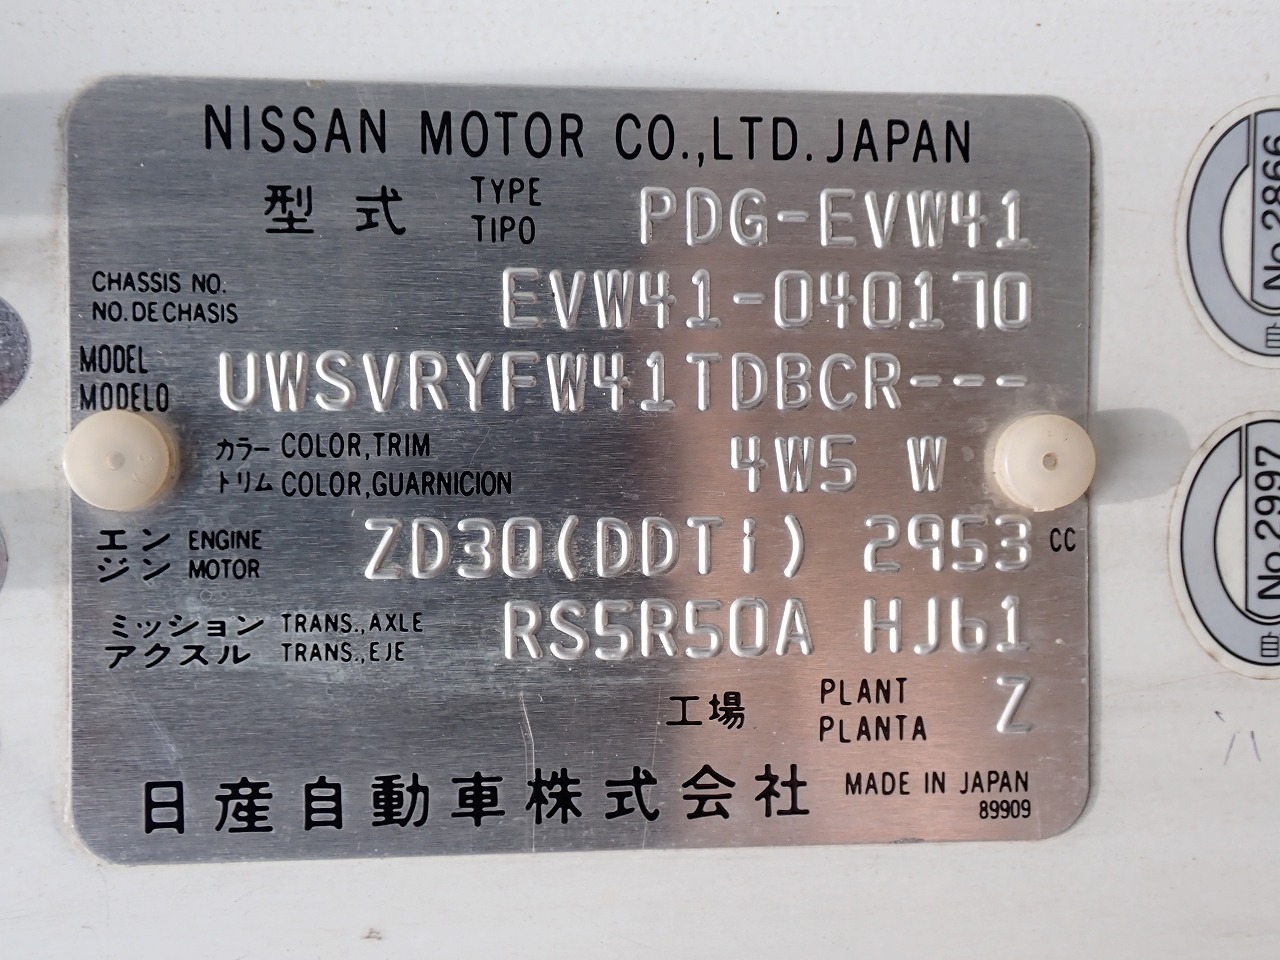 NISSAN MOTOR CO.,LTD. JAPAN
型式 TYPE PDG-EVW41
TIPO
CHASSIS NO. EVW41-040170
NO. DE CHASIS
MODEL UWSVRYFW41TDBCR---
MODELO
カラー COLOR,TRIM 4W5 W
トリム COLOR,GUARNICION
エンジン ENGINE ZD30(DDTi) 2953 CC
MOTOR
ミッション TRANS.,AXLE RS5R50A HJ61
アクスル TRANS.,EJE
工場 PLANT Z
PLANTA
日産自動車株式会社 MADE IN JAPAN
89909
No.2866
No.2997